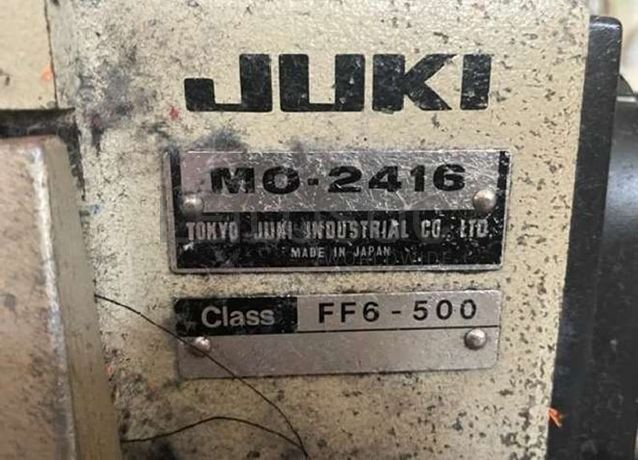 JUKI
MO-2416
TOKYO JUKI INDUSTRIAL CO., LTD.
MADE IN JAPAN
Class FF6-500